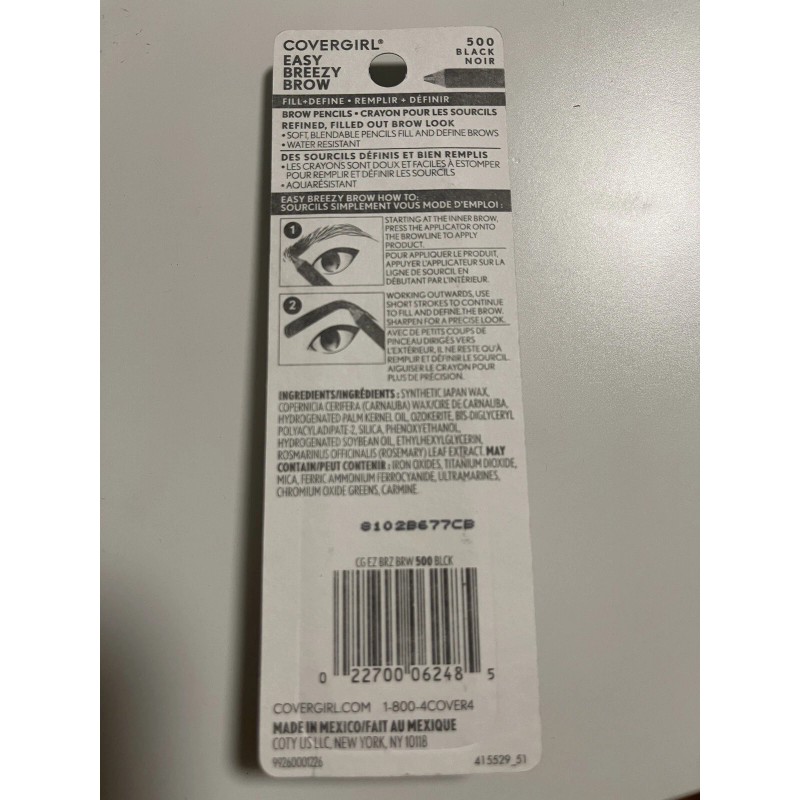 COVERGIRL®
EASY
BREEZY
BROW
500
BLACK
NOIR
FILL+DEFINE • REMPLIR + DÉFINIR
BROW PENCILS • CRAYON POUR LES SOURCILS
REFINED, FILLED OUT BROW LOOK
• SOFT, BLENDABLE PENCILS FILL AND DEFINE BROWS
• WATER RESISTANT
DES SOURCILS DÉFINIS ET BIEN REMPLIS
• LES CRAYONS SONT DOUX ET FACILES À ESTOMPER
POUR REMPLIR ET DÉFINIR LES SOURCILS
• AQUARÉSISTANT
EASY BREEZY BROW HOW TO:
SOURCILS SIMPLEMENT VOUS MODE D'EMPLOI :
1
STARTING AT THE INNER BROW,
PRESS THE APPLICATOR ONTO
THE BROWLINE TO APPLY
PRODUCT.
POUR APPLIQUER LE PRODUIT,
APPUYER L'APPLICATEUR SUR LA
LIGNE DE SOURCIL EN
DÉBUTANT PAR L'INTÉRIEUR.
2
WORKING OUTWARDS, USE
SHORT STROKES TO CONTINUE
TO FILL AND DEFINE THE BROW.
SHARPEN FOR A PRECISE LOOK.
AVEC DE PETITS COUPS DE
PINCEAU DIRIGÉS VERS
L'EXTÉRIEUR, IL NE RESTE QU'À
REMPLIR ET DÉFINIR LE SOURCIL.
AIGUISER LE CRAYON POUR
PLUS DE PRÉCISION.
INGREDIENTS/INGRÉDIENTS : SYNTHETIC JAPAN WAX,
COPERNICIA CERIFERA (CARNAUBA) WAX/CIRE DE CARNAUBA,
HYDROGENATED PALM KERNEL OIL, OZOKERITE, BIS-DIGLYCERYL
POLYACYLADIPATE-2, SILICA, PHENOXYETHANOL,
HYDROGENATED SOYBEAN OIL, ETHYLHEXYLGLYCERIN,
ROSMARINUS OFFICINALIS (ROSEMARY) LEAF EXTRACT. MAY
CONTAIN/PEUT CONTENIR : IRON OXIDES, TITANIUM DIOXIDE,
MICA, FERRIC AMMONIUM FERROCYANIDE, ULTRAMARINES,
CHROMIUM OXIDE GREENS, CARMINE.
8102B677CB
CG EZ BRZ BRW 500 BLCK
0 22700 06248 5
COVERGIRL.COM 1-800-4COVER4
MADE IN MEXICO/FAIT AU MEXIQUE
COTY US LLC, NEW YORK, NY 10118
99260001226 415529_51